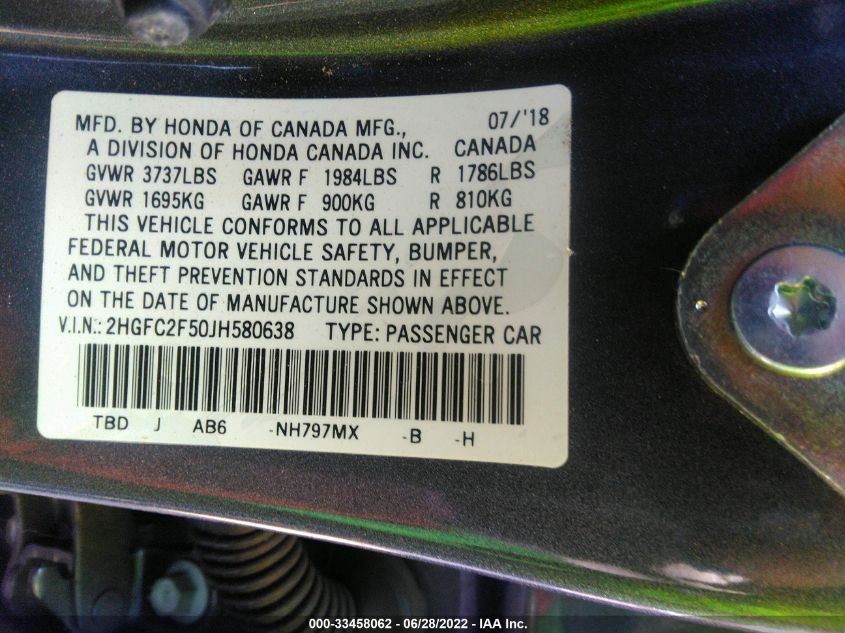 MFD. BY HONDA OF CANADA MFG., 07/'18
A DIVISION OF HONDA CANADA INC. CANADA
GVWR 3737LBS GAWR F 1984LBS R 1786LBS
GVWR 1695KG GAWR F 900KG R 810KG
THIS VEHICLE CONFORMS TO ALL APPLICABLE
FEDERAL MOTOR VEHICLE SAFETY, BUMPER,
AND THEFT PREVENTION STANDARDS IN EFFECT
ON THE DATE OF MANUFACTURE SHOWN ABOVE.
V.I.N.: 2HGFC2F50JH580638 TYPE: PASSENGER CAR
TBD J AB6 -NH797MX -B -H
000-33458062 / 06/28/2022 — IAA Inc.